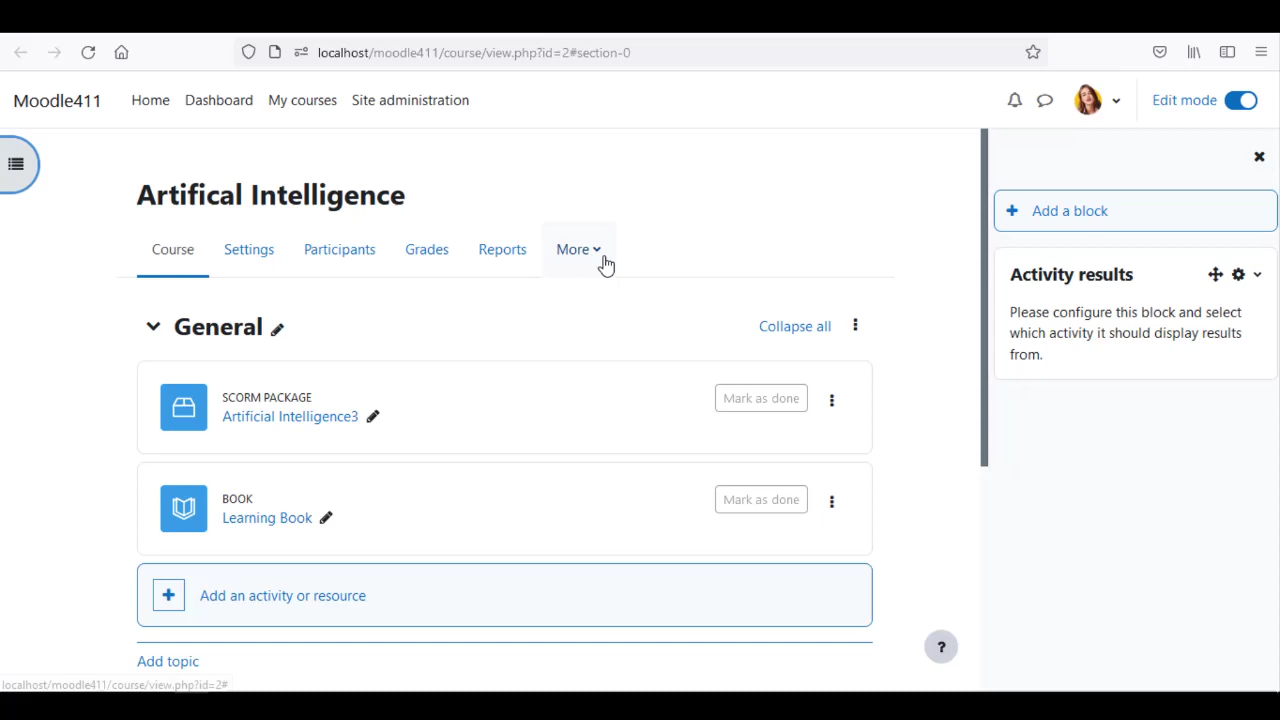 localhost/moodle411/course/view.php?id=2#section-0
Moodle411 Home Dashboard My courses Site administration Edit mode
Artifical Intelligence
Course Settings Participants Grades Reports More
General Collapse all
SCORM PACKAGE
Artificial Intelligence3
Mark as done
BOOK
Learning Book
Mark as done
Add an activity or resource
Add topic
Add a block
Activity results
Please configure this block and select
which activity it should display results
from.
?
localhost/moodle411/course/view.php?id=2#